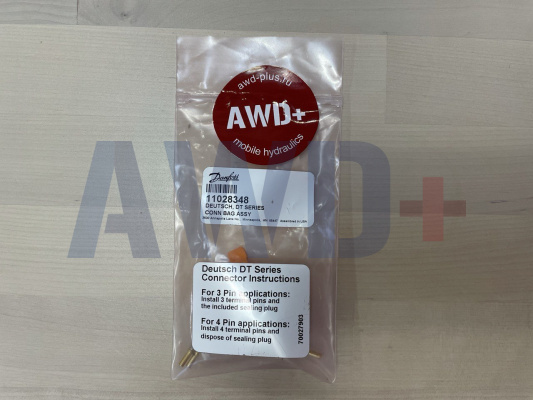 awd-plus.ru
AWD+
mobile hydraulics
AWD+
Danfoss
11028348
DEUTSCH, DT SERIES
CONN BAG ASSY
Deutsch DT Series
Connector Instructions
For 3 Pin applications:
Install 3 terminal pins and
the included sealing plug
For 4 Pin applications:
Install 4 terminal pins and
dispose of sealing plug
70027903